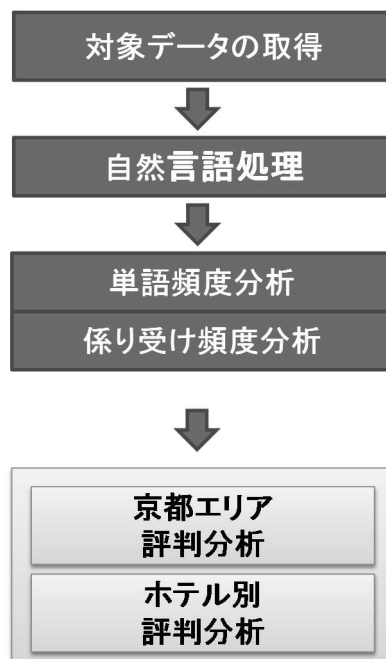 対象データの取得
自然言語処理
単語頻度分析
係り受け頻度分析
京都エリア
評判分析
ホテル別
評判分析